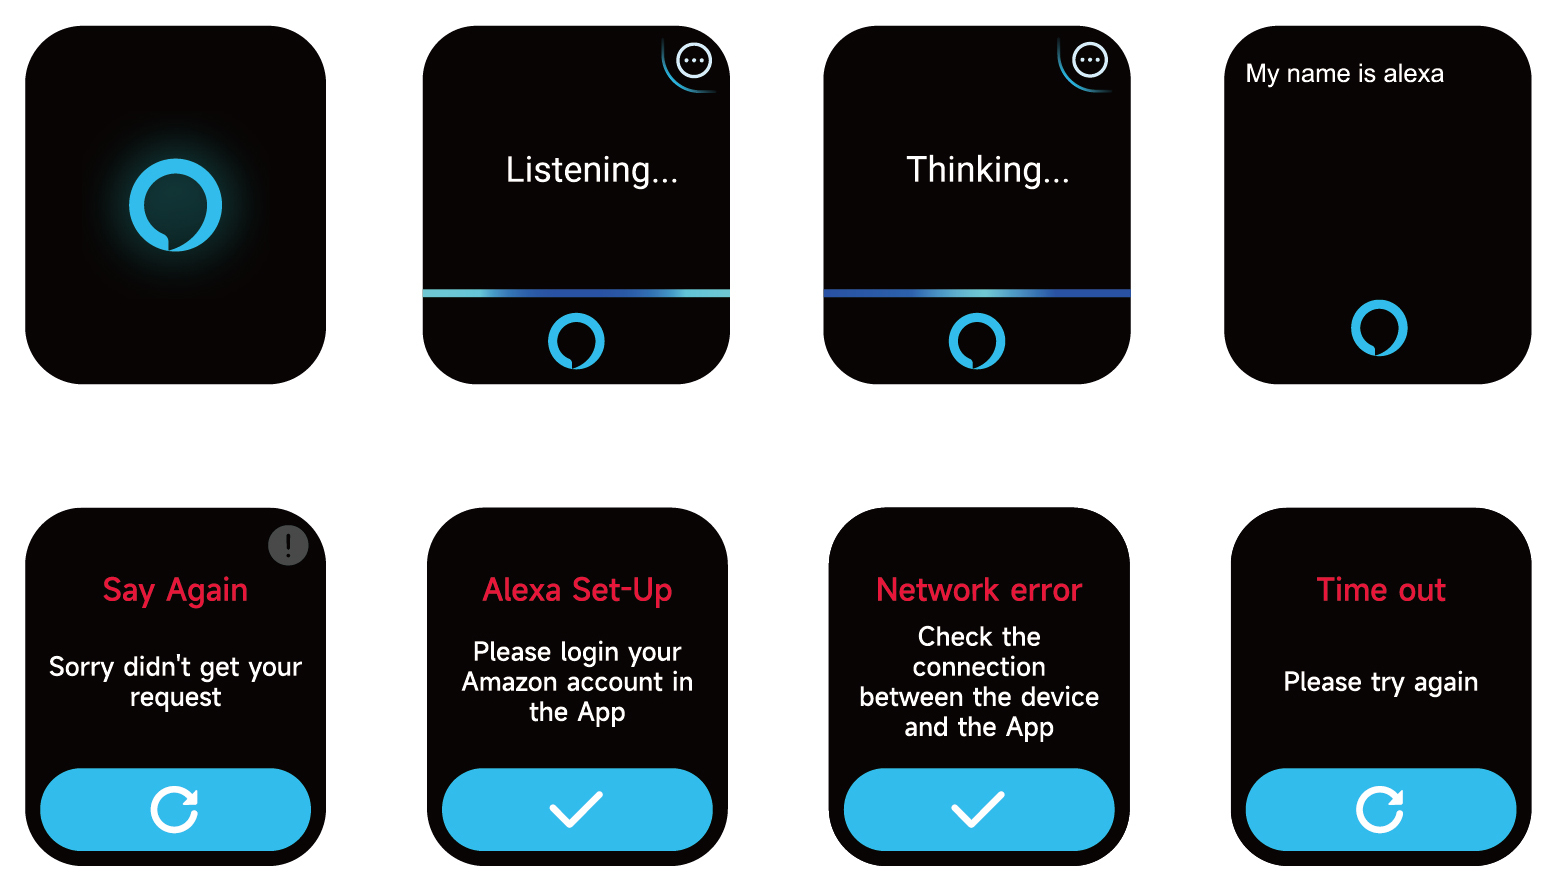 Listening...
Thinking...
My name is alexa
Say Again
Sorry didn't get your
request
Alexa Set-Up
Please login your
Amazon account in
the App
Network error
Check the
connection
between the device
and the App
Time out
Please try again